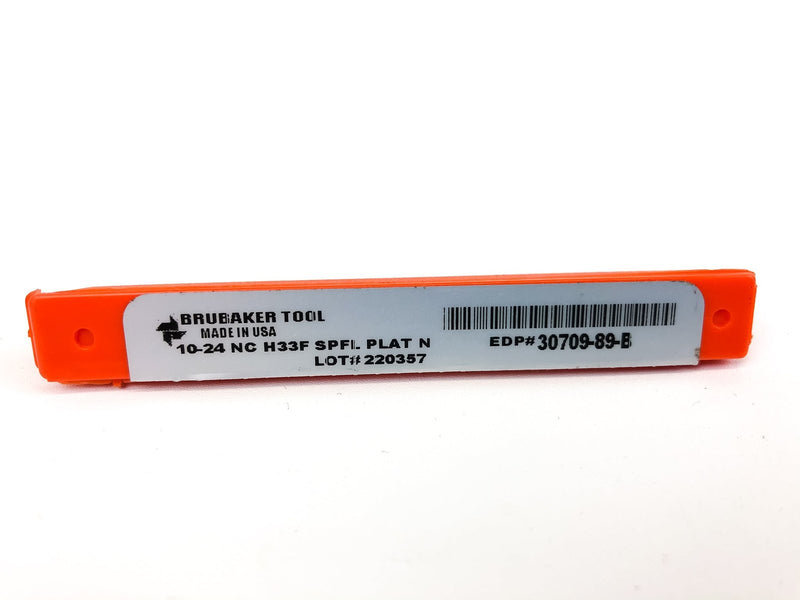 BRUBAKER TOOL
MADE IN USA
10-24 NC H33F SPFL PLAT N
LOT# 220357
EDP# 30709-89-B